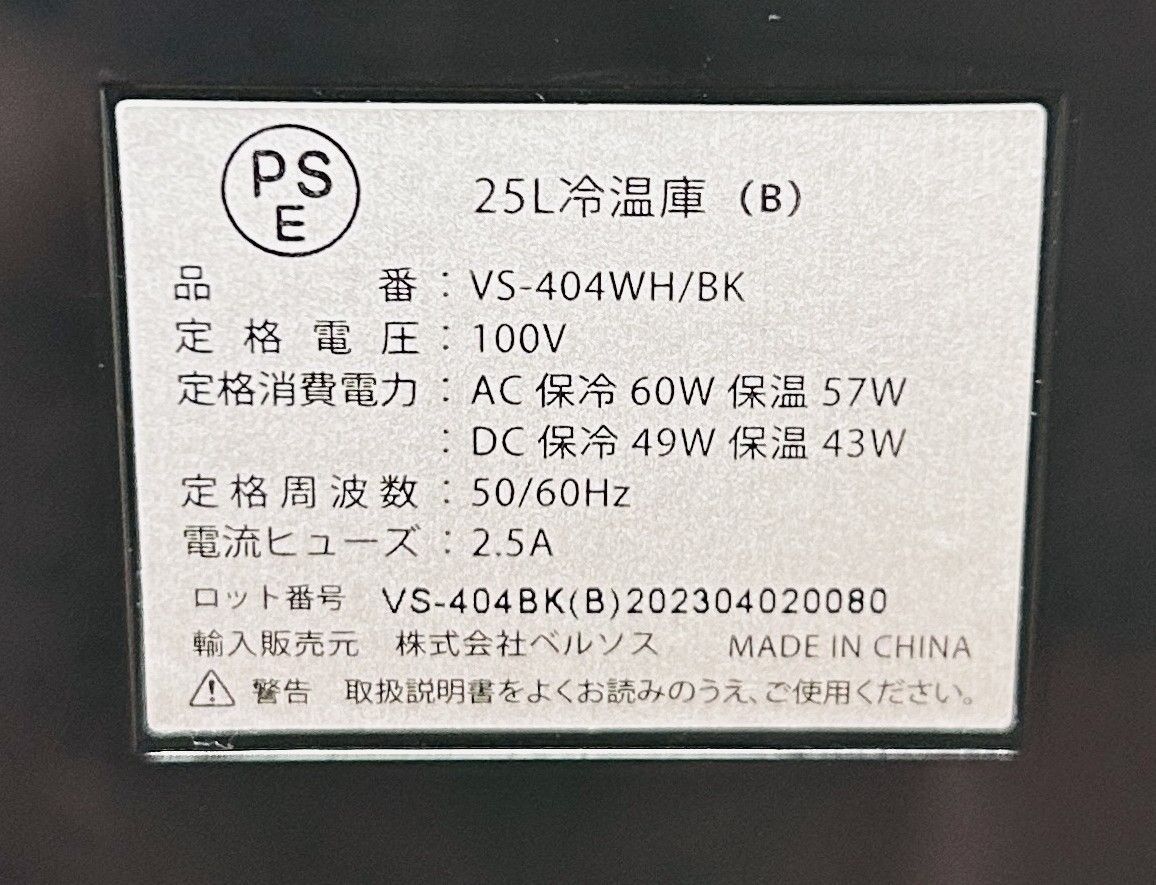 PS
E
25L冷温庫 (B)
品番：VS-404WH/BK
定格電圧：100V
定格消費電力：AC 保冷 60W 保温 57W
：DC 保冷 49W 保温 43W
定格周波数：50/60Hz
電流ヒューズ：2.5A
ロット番号 VS-404BK(B)202304020080
輸入販売元 株式会社ベルソス MADE IN CHINA
⚠ 警告 取扱説明書をよくお読みのうえ、ご使用ください。